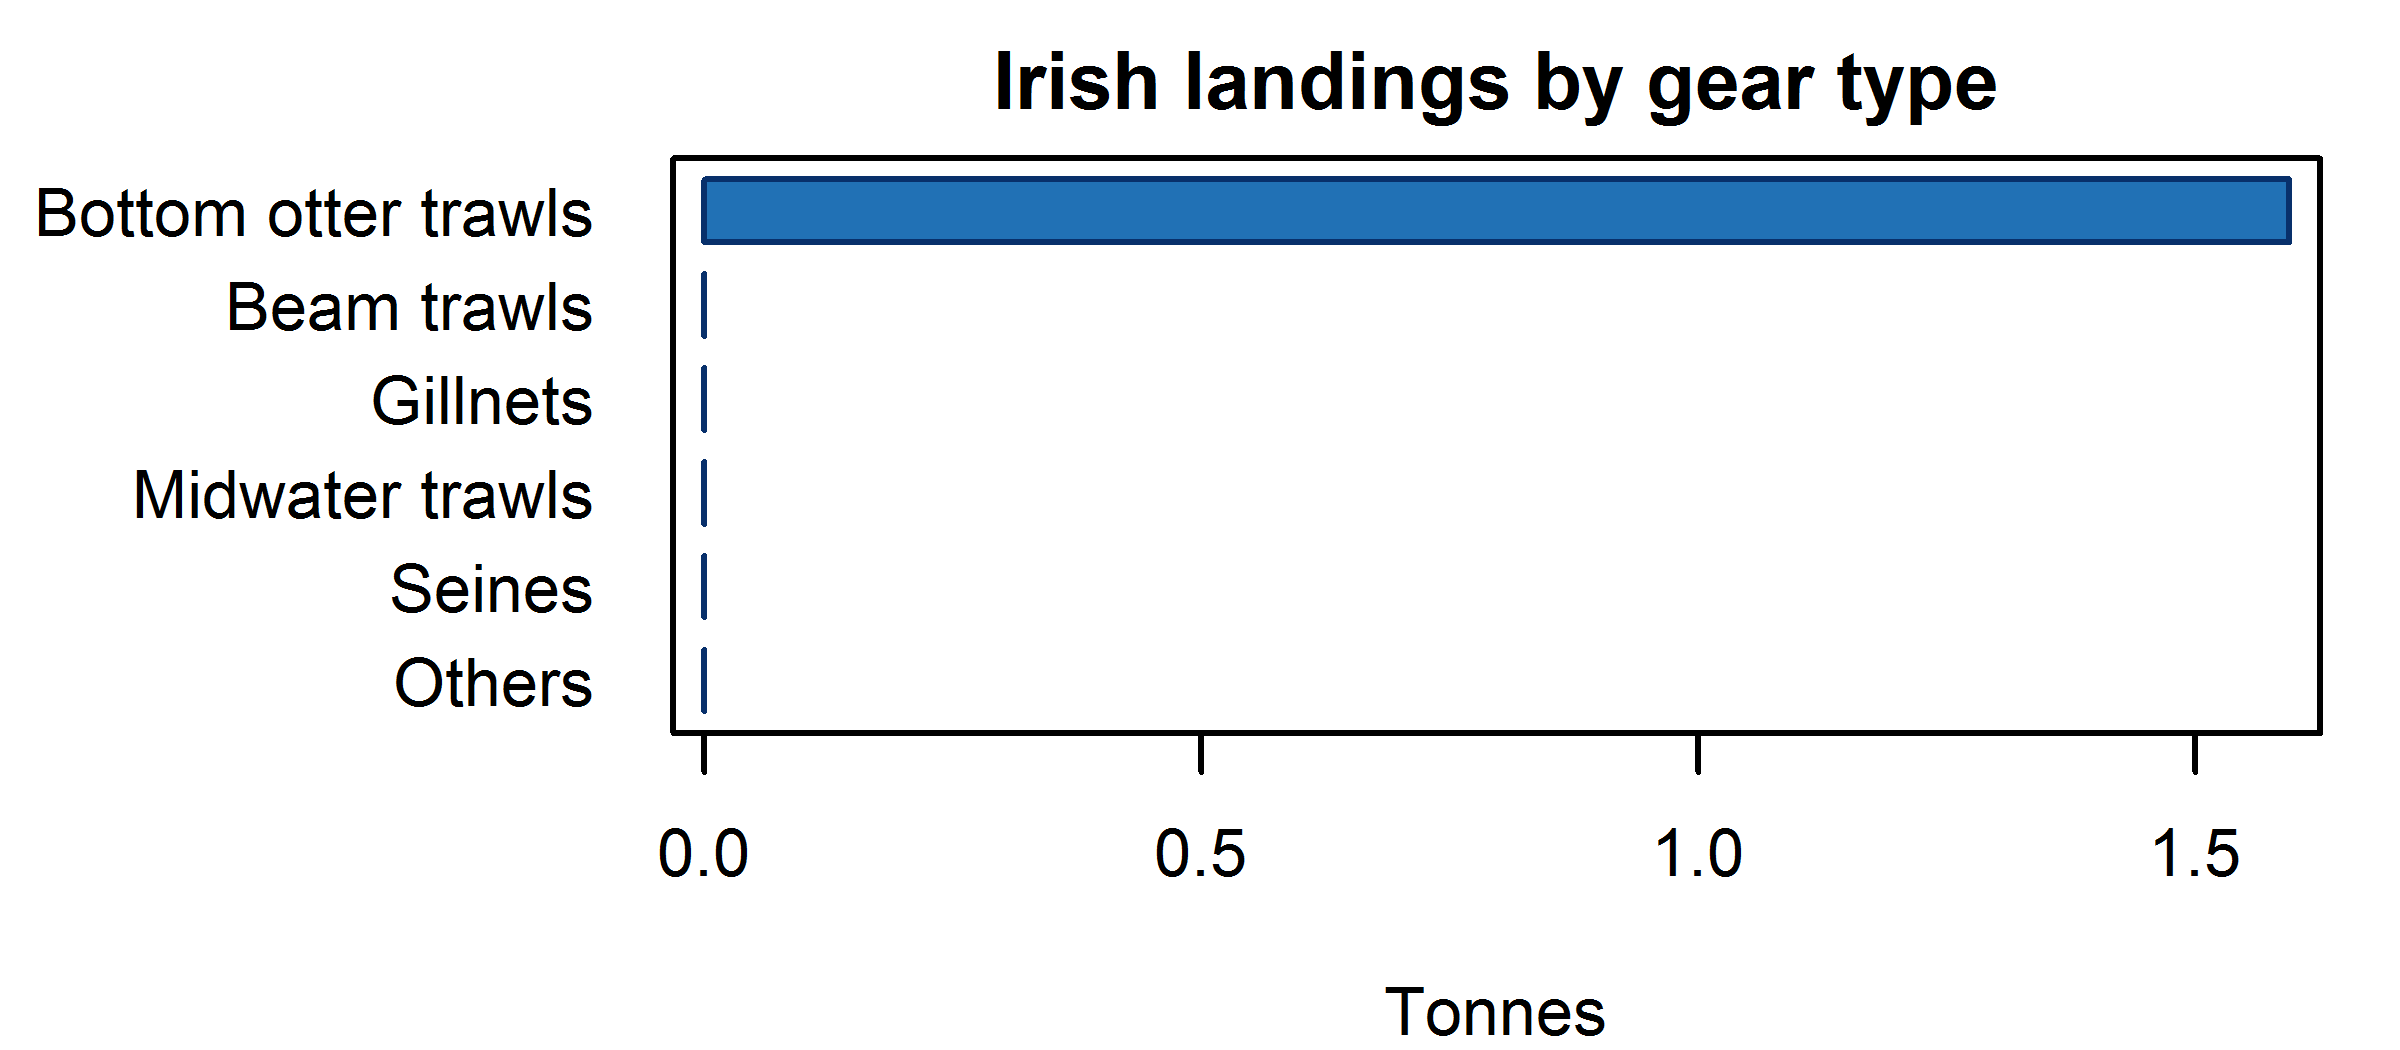 Irish landings by gear type
Bottom otter trawls
Beam trawls
Gillnets
Midwater trawls
Seines
Others
0.0 0.5 1.0 1.5
Tonnes